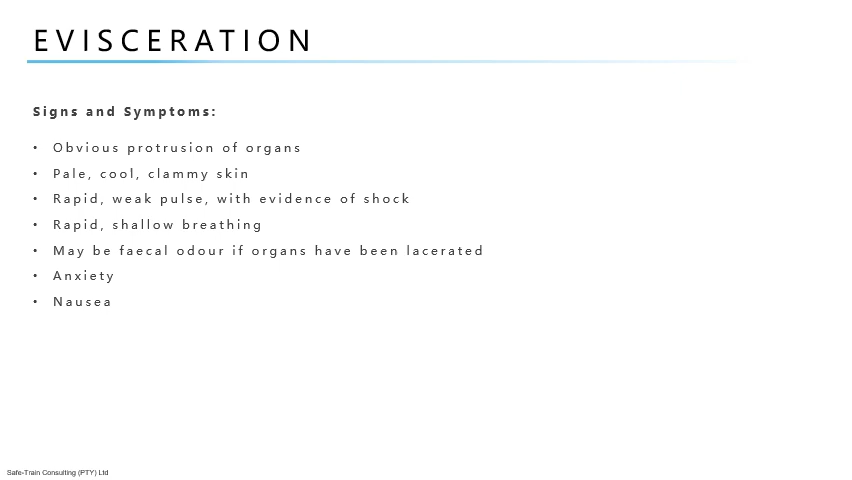 EVISCERATION
Signs and Symptoms:
• Obvious protrusion of organs
• Pale, cool, clammy skin
• Rapid, weak pulse, with evidence of shock
• Rapid, shallow breathing
• May be faecal odour if organs have been lacerated
• Anxiety
• Nausea
Safe-Train Consulting (PTY) Ltd